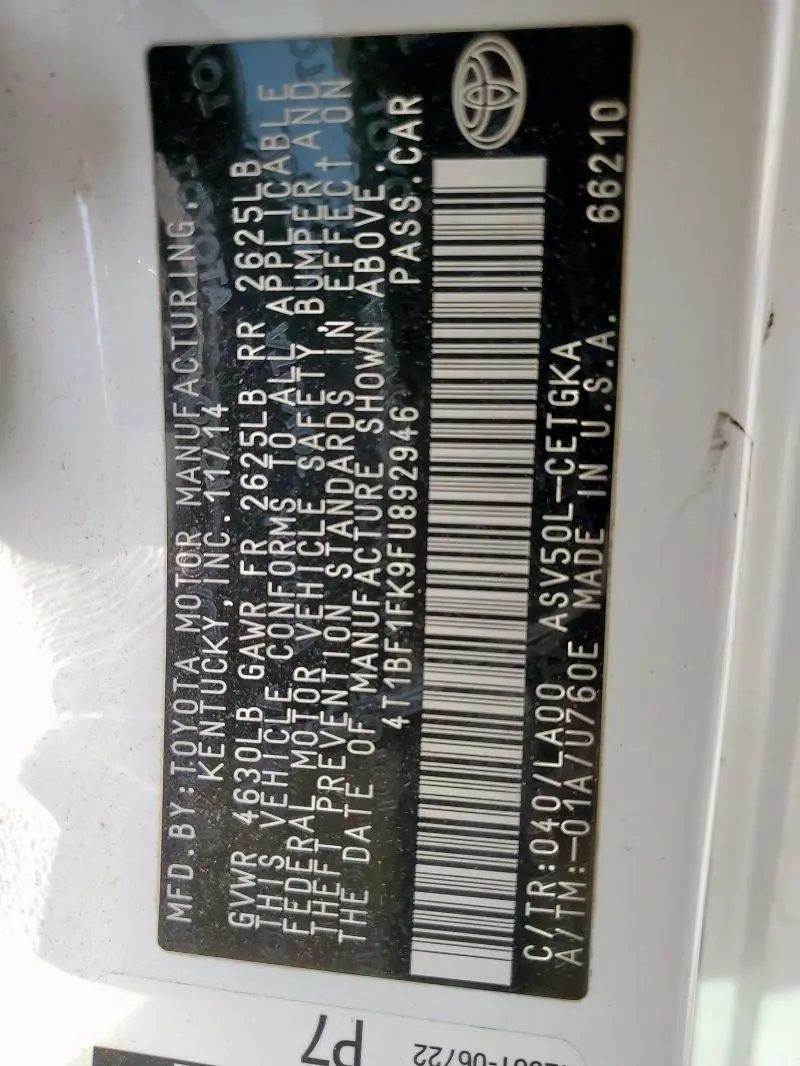 MFD.BY:TOYOTA MOTOR MANUFACTURING,
KENTUCKY,INC.11/14
GVWR 4630LB GAWR FR 2625LB RR 2625LB
THIS VEHICLE CONFORMS TO ALL APPLICABLE
FEDERAL MOTOR VEHICLE SAFETY,BUMPER,AND
THEFT PREVENTION STANDARDS IN EFFECT ON
THE DATE OF MANUFACTURE SHOWN ABOVE.
4T1BF1FK9FU892946 PASS.CAR
C/TR:040/LA00 ASV50L-CETGKA
A/TM:-01A/U760E MADE IN U.S.A. 66210
P7